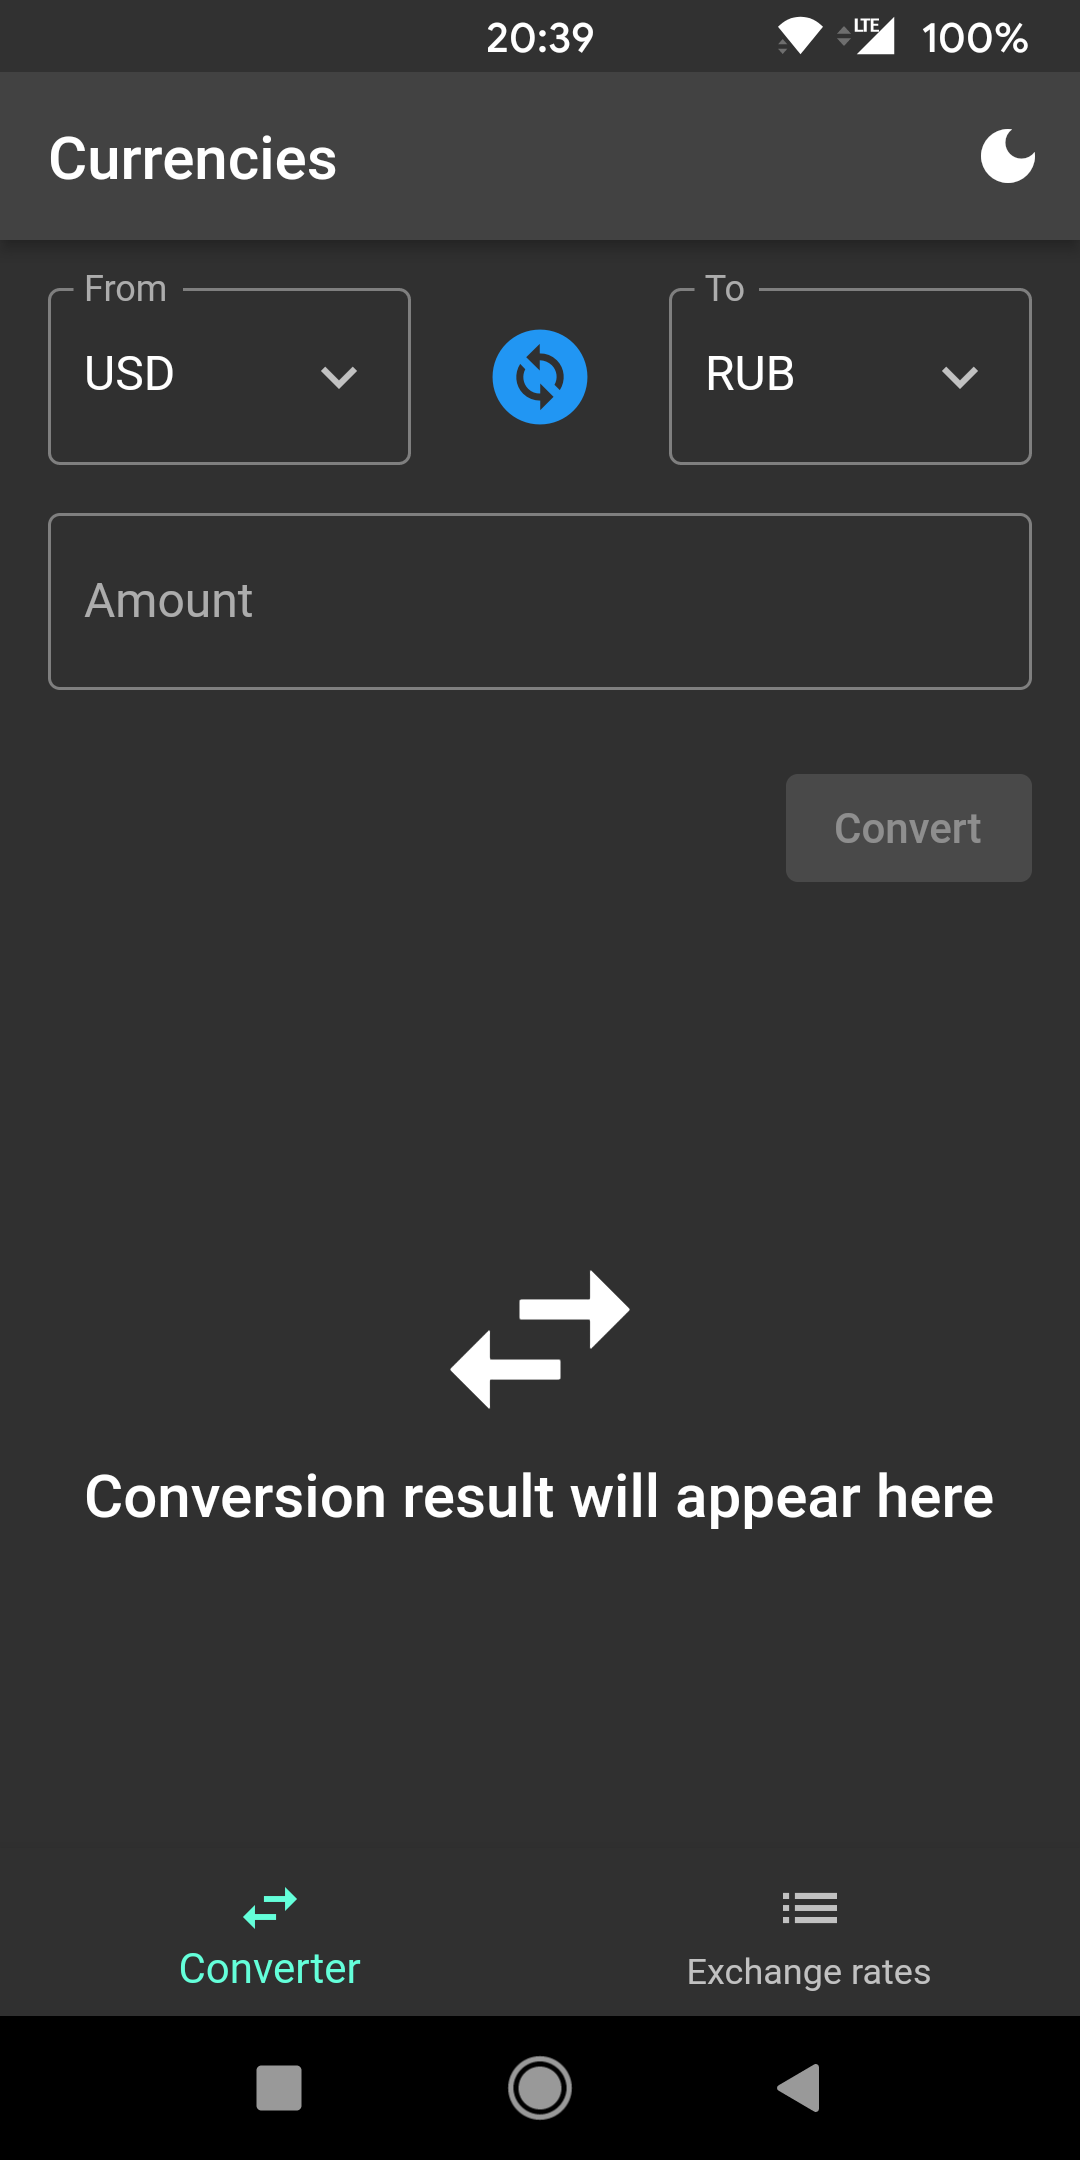 20:39 LTE 100%
Currencies
From To
USD RUB
Amount
Convert
Conversion result will appear here
Converter Exchange rates